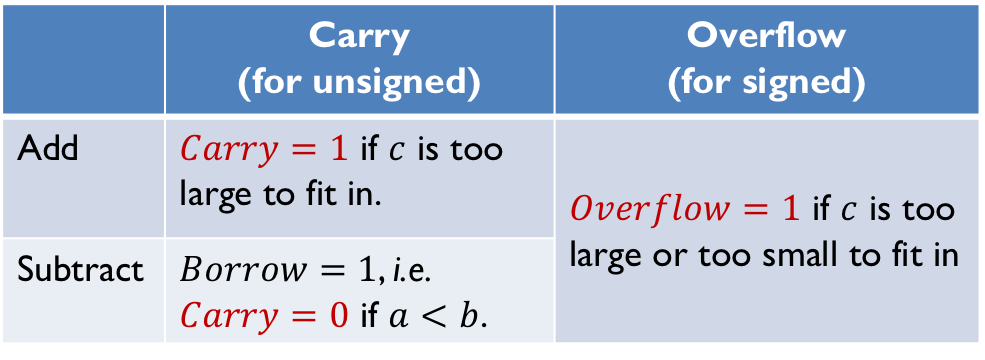 Carry
(for unsigned)
Overflow
(for signed)
Add
Carry = 1 if c is too
large to fit in.
Overflow = 1 if c is too
large or too small to fit in
Subtract
Borrow = 1, i.e.
Carry = 0 if a < b.